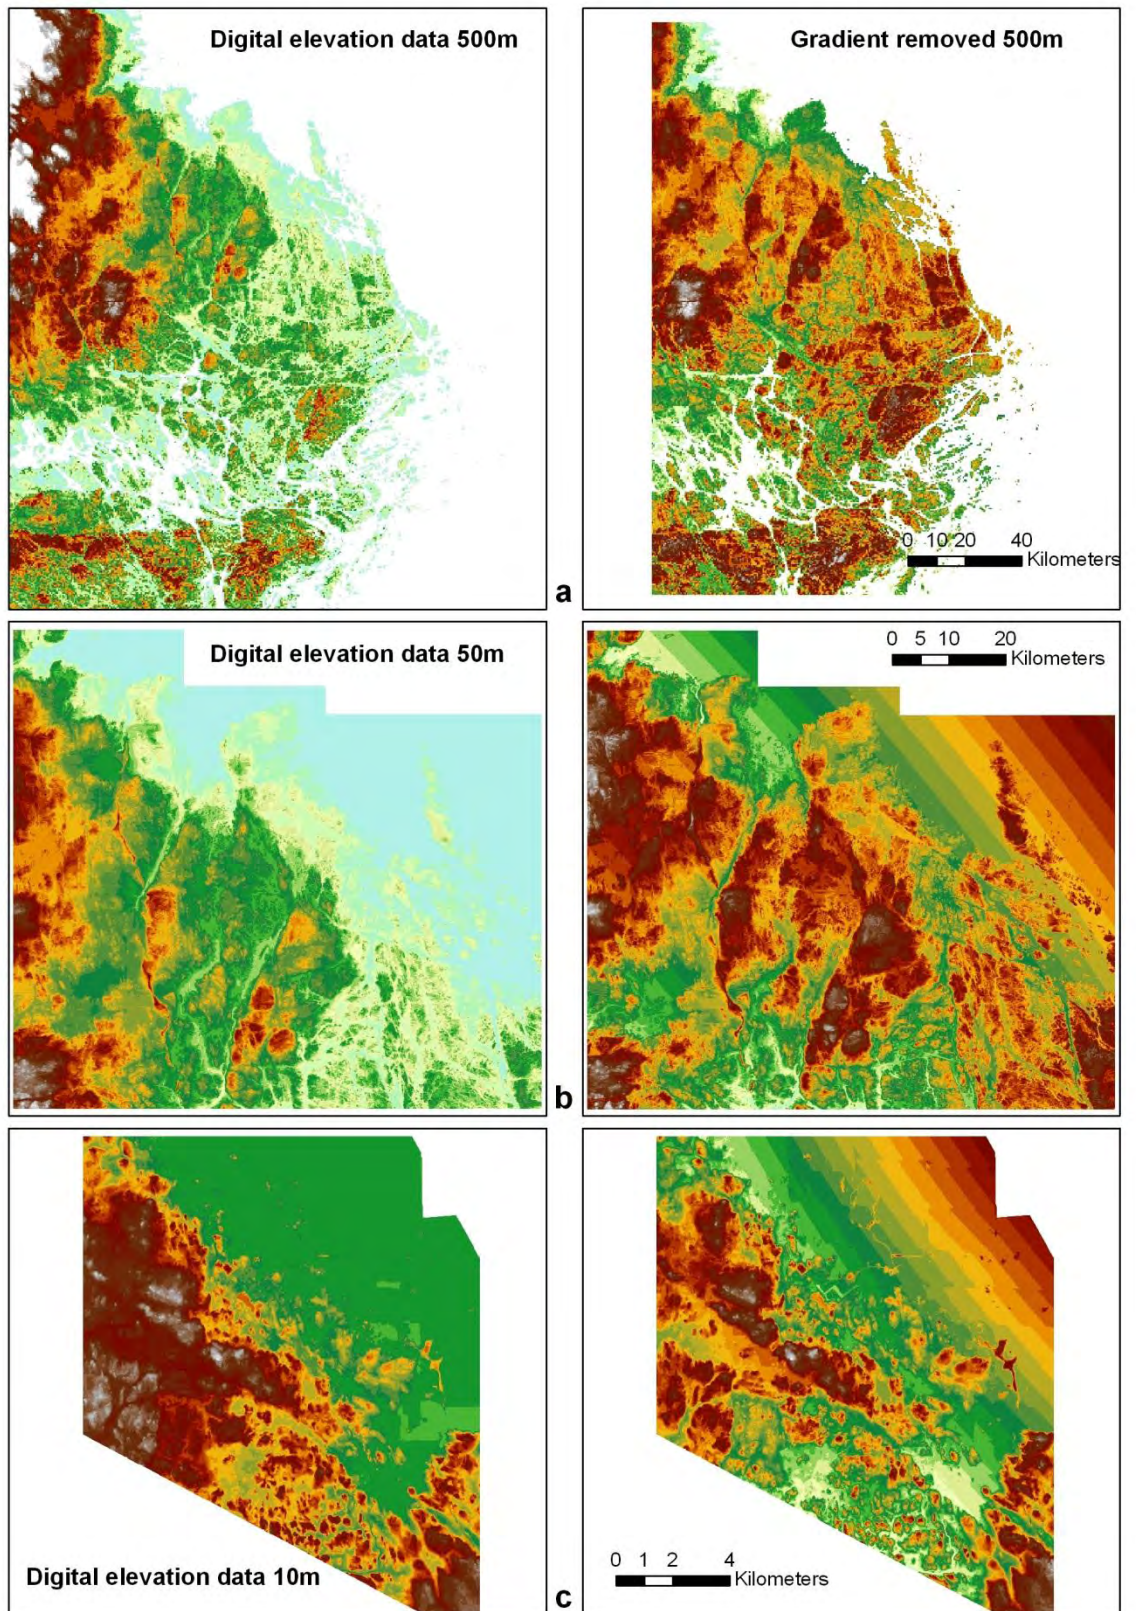 Digital elevation data 500m
Gradient removed 500m
0 10 20 40
Kilometers
a
Digital elevation data 50m
0 5 10 20
Kilometers
b
Digital elevation data 10m
0 1 2 4
Kilometers
c